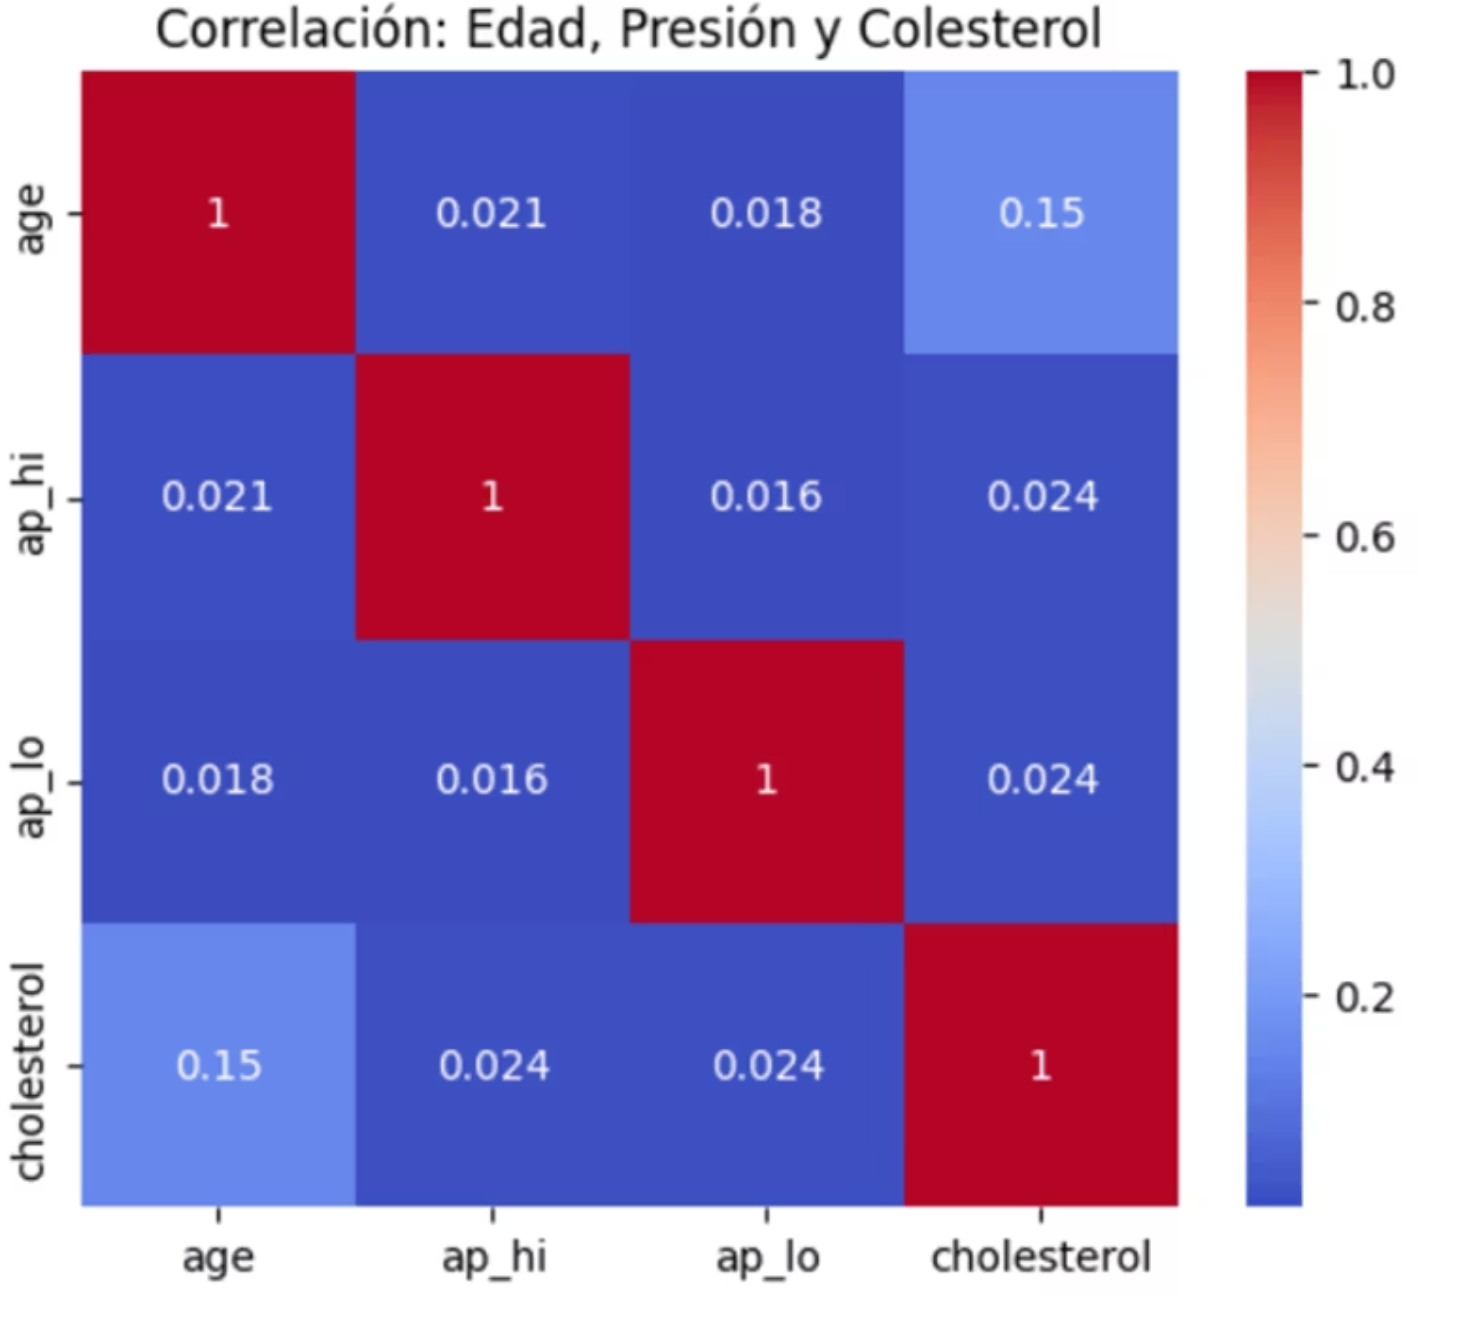 Correlación: Edad, Presión y Colesterol
age 1 0.021 0.018 0.15
ap_hi 0.021 1 0.016 0.024
ap_lo 0.018 0.016 1 0.024
cholesterol 0.15 0.024 0.024 1
age ap_hi ap_lo cholesterol
1.0
0.8
0.6
0.4
0.2